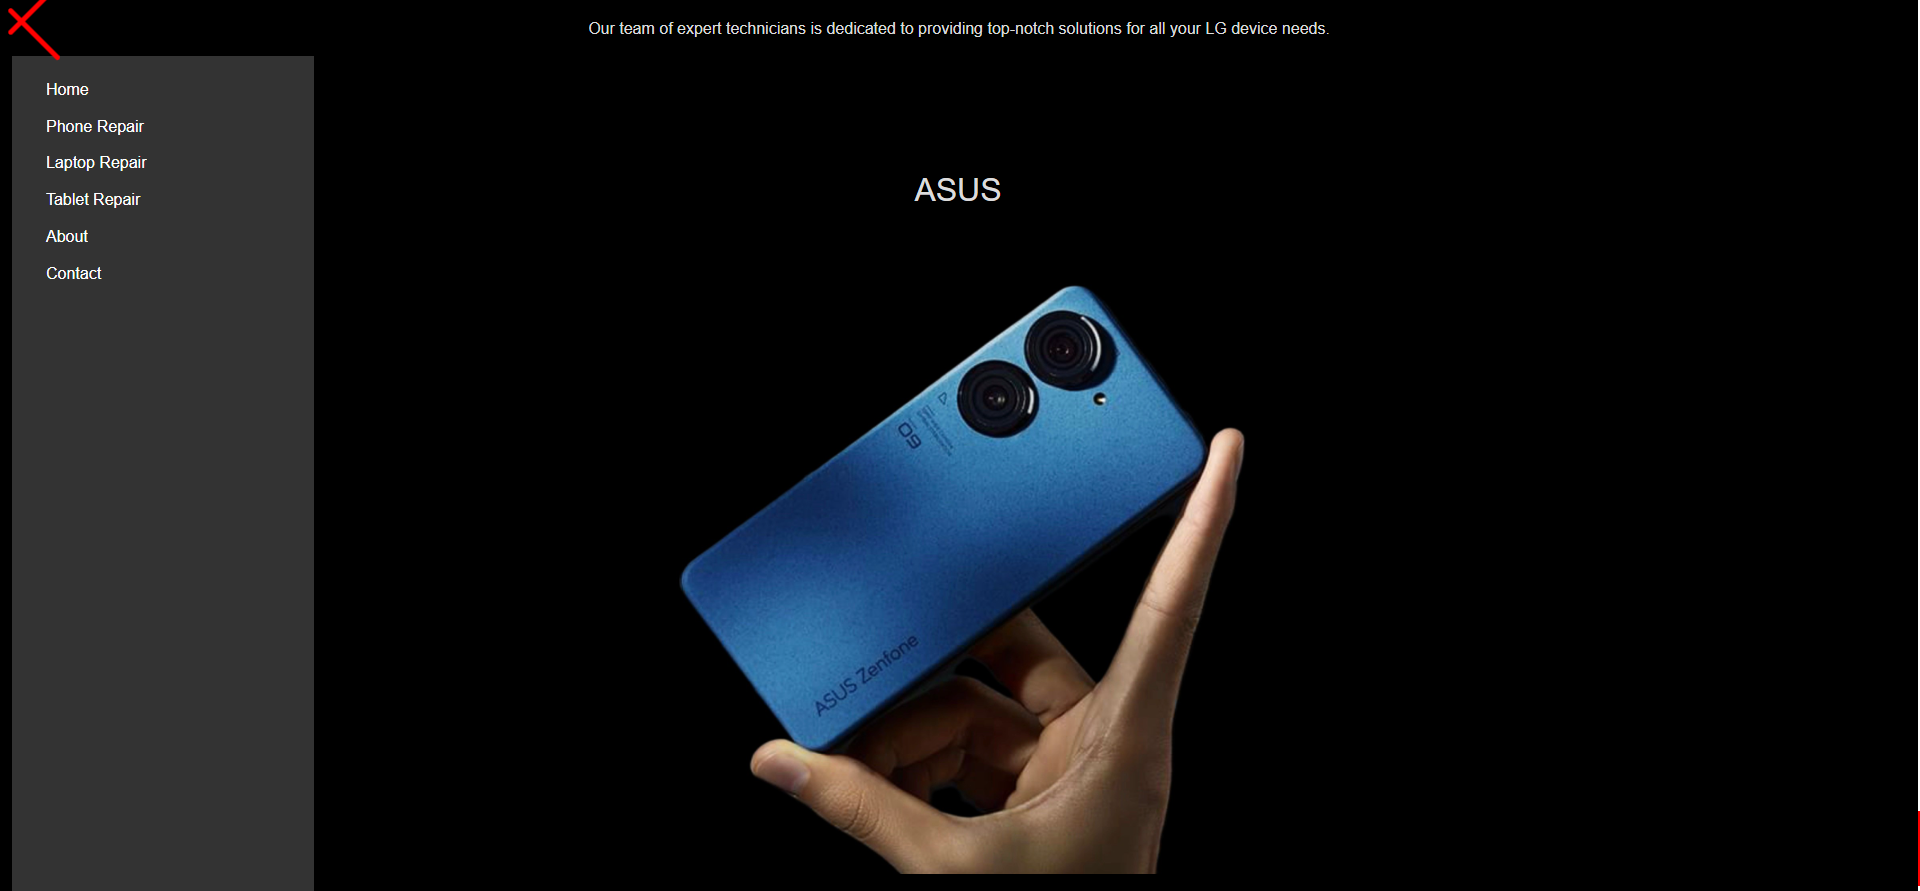 Our team of expert technicians is dedicated to providing top-notch solutions for all your LG device needs.
Home
Phone Repair
Laptop Repair
Tablet Repair
About
Contact
ASUS
09
ASUS Zenfone